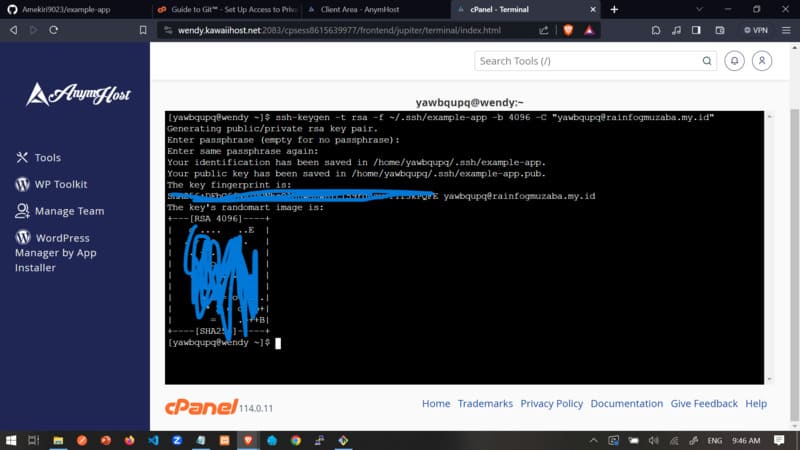 Amekiri9023/example-app
Guide to Git™ - Set Up Access to Priva
Client Area - AnymHost
cPanel - Terminal
wendy.kawaiihost.net:2083/cpsess8615639977/frontend/jupiter/terminal/index.html
VPN
AnymHost
Search Tools (/)
Tools
WP Toolkit
Manage Team
WordPress
Manager by App
Installer
yawbqupq@wendy:~
[yawbqupq@wendy ~]$ ssh-keygen -t rsa -f ~/.ssh/example-app -b 4096 -C "yawbqupq@rainfogmuzaba.my.id"
Generating public/private rsa key pair.
Enter passphrase (empty for no passphrase):
Enter same passphrase again:
Your identification has been saved in /home/yawbqupq/.ssh/example-app.
Your public key has been saved in /home/yawbqupq/.ssh/example-app.pub.
The key fingerprint is:
yawbqupq@rainfogmuzaba.my.id
The key's randomart image is:
+---[RSA 4096]----+
[yawbqupq@wendy ~]$
cPanel 114.0.11
Home Trademarks Privacy Policy Documentation Give Feedback Help
ENG 9:46 AM